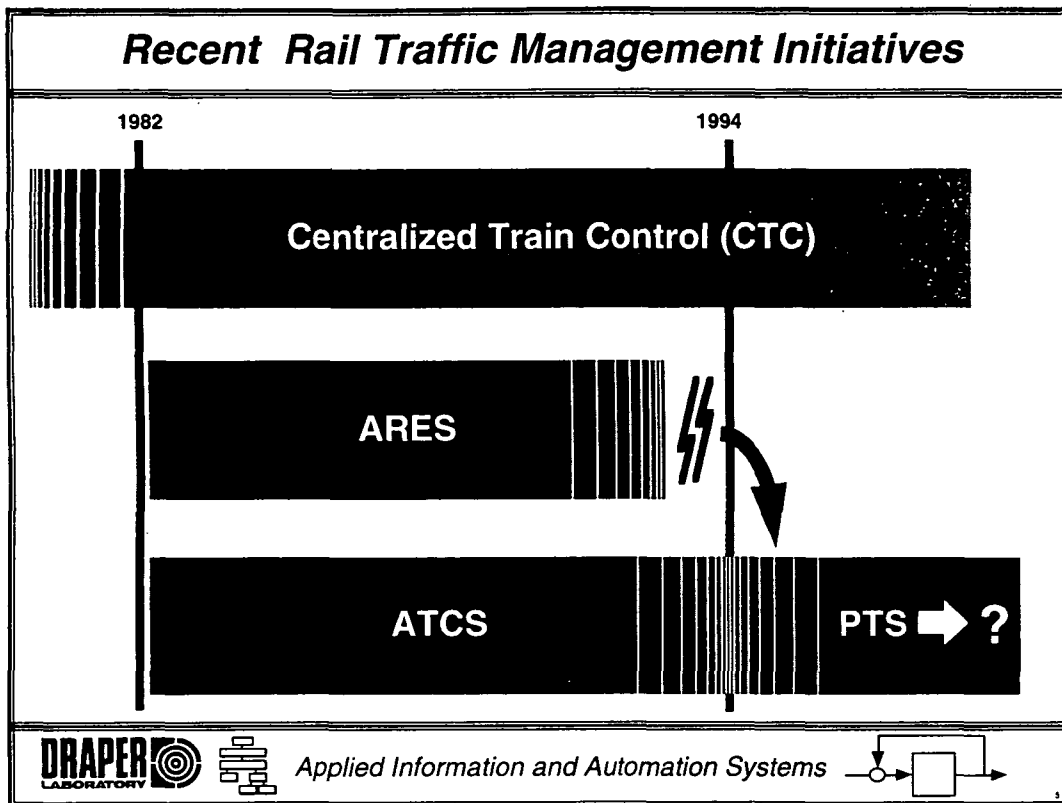 Recent Rail Traffic Management Initiatives
1982 1994
Centralized Train Control (CTC)
ARES
ATCS
PTS ?
DRAPER
LABORATORY
Applied Information and Automation Systems